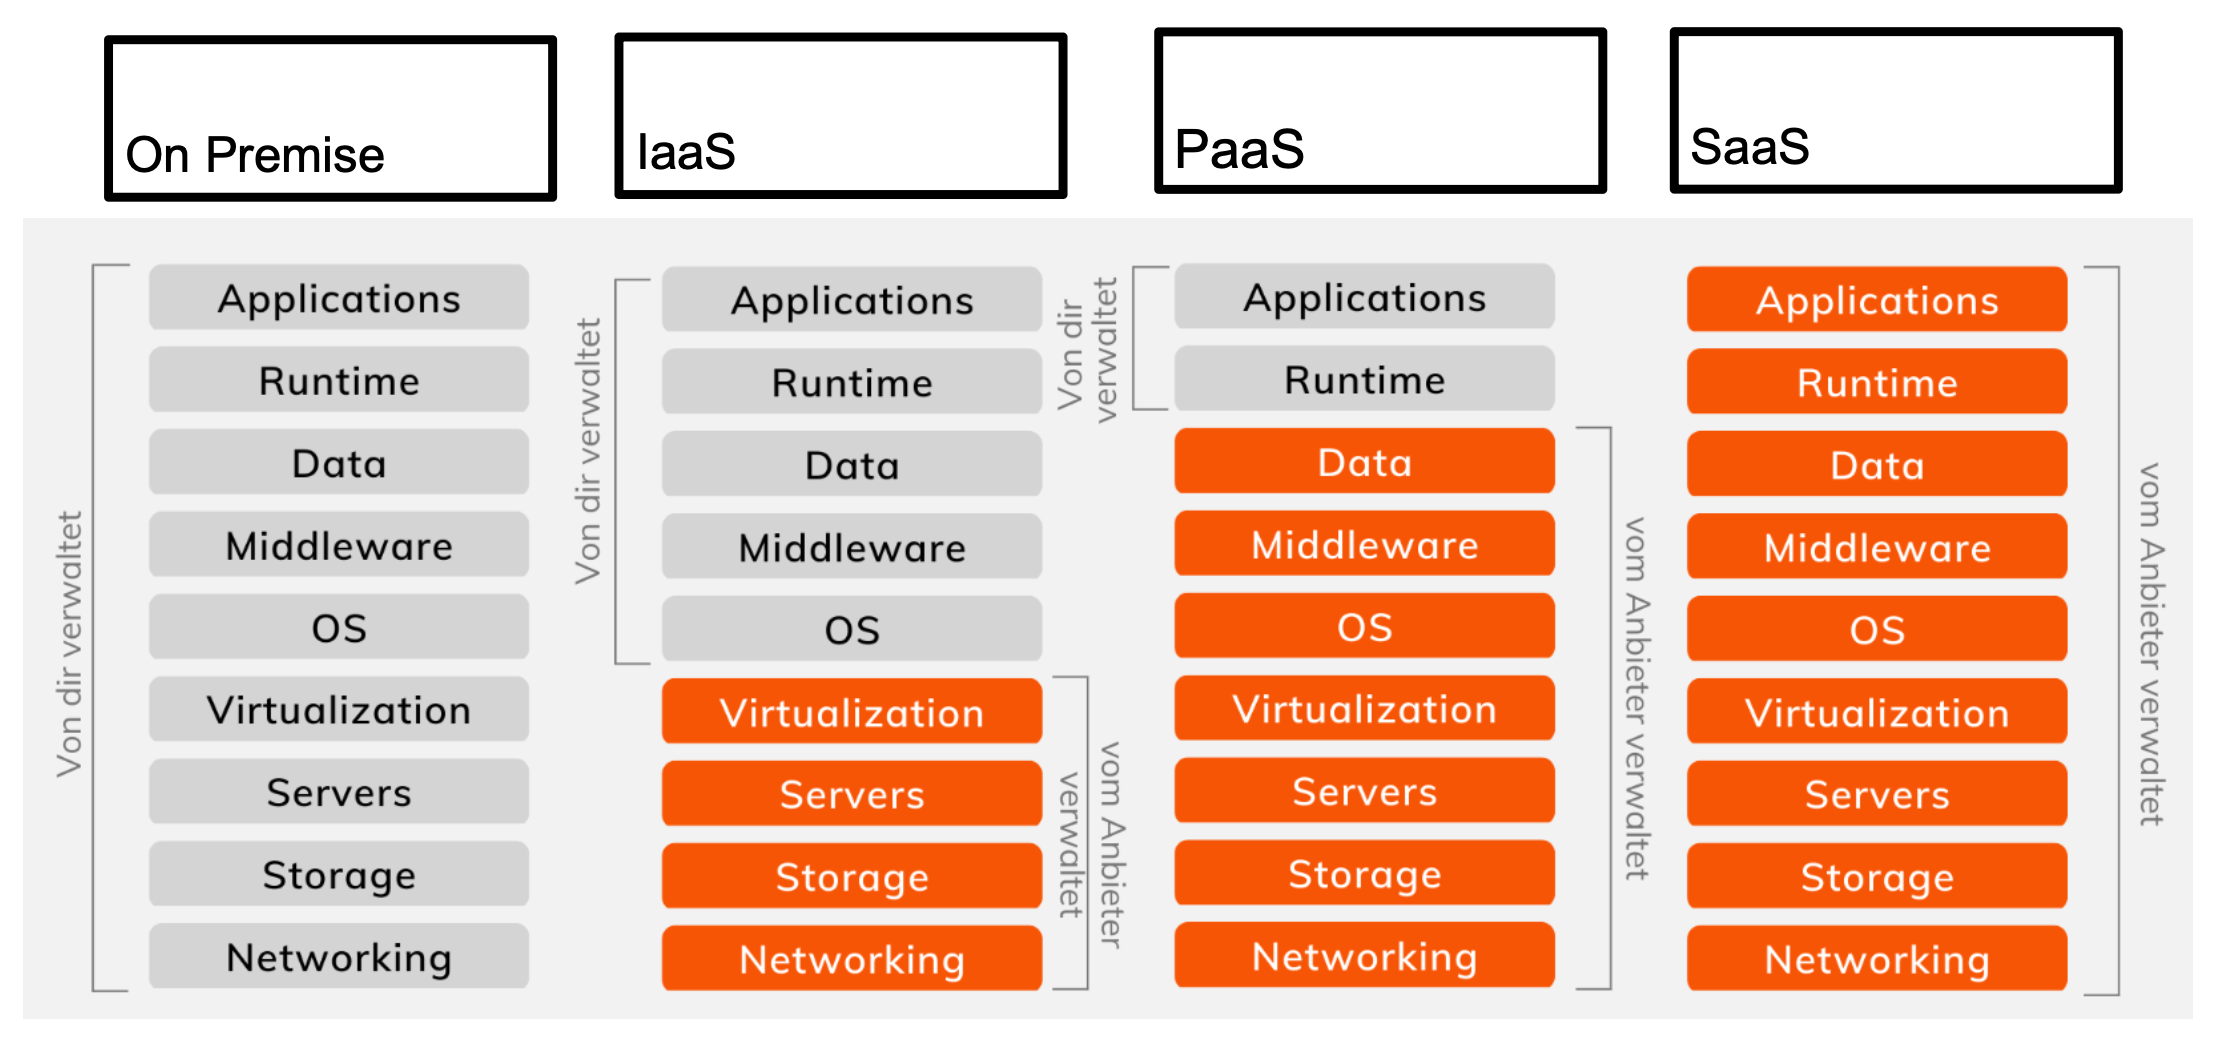 On Premise
IaaS
PaaS
SaaS
Von dir verwaltet
Applications
Runtime
Data
Middleware
OS
Virtualization
Servers
Storage
Networking
Von dir verwaltet
Applications
Runtime
Data
Middleware
OS
Virtualization
Servers
Storage
Networking
vom Anbieter
verwaltet
Von dir
verwaltet
Applications
Runtime
Data
Middleware
OS
Virtualization
Servers
Storage
Networking
vom Anbieter verwaltet
Applications
Runtime
Data
Middleware
OS
Virtualization
Servers
Storage
Networking
vom Anbieter verwaltet